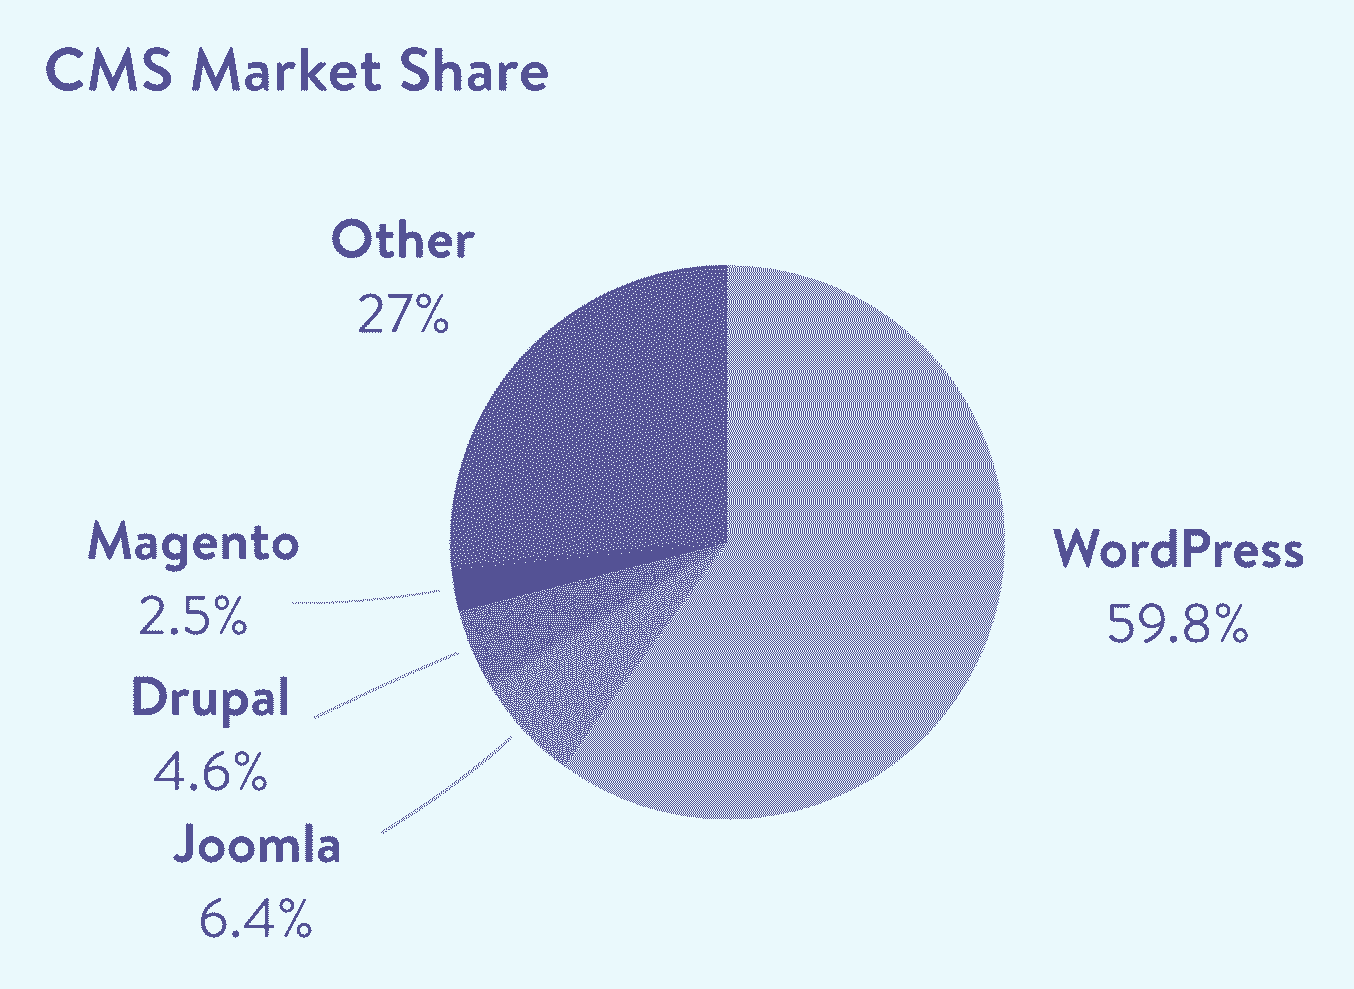 CMS Market Share
Other
27%
Magento
2.5%
Drupal
4.6%
Joomla
6.4%
WordPress
59.8%